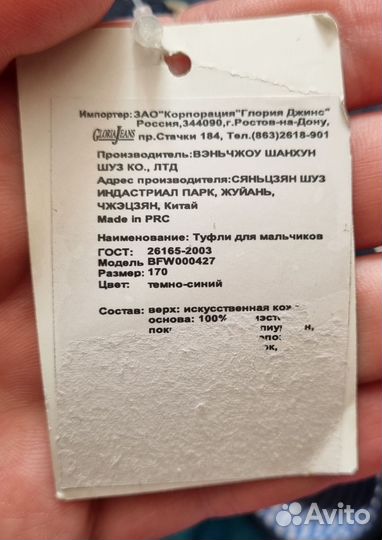 Импортер: ЗАО"Корпорация"Глория Джинс"
Россия,344090,г.Ростов-на-Дону,
GLORIA JEANS пр.Стачки 184, Тел.(863)2618-901
Производитель:ВЭНЬЧЖОУ ШАНХУН
ШУЗ КО., ЛТД
Адрес производителя:СЯНЬЦЗЯН ШУЗ
ИНДАСТРИАЛ ПАРК, ЖУЙАНЬ,
ЧЖЭЦЗЯН, Китай
Made in PRC
Наименование: Туфли для мальчиков
ГОСТ: 26165-2003
Модель BFW000427
Размер: 170
Цвет: темно-синий
Состав: верх: искусственная
основа: 100%
Avito